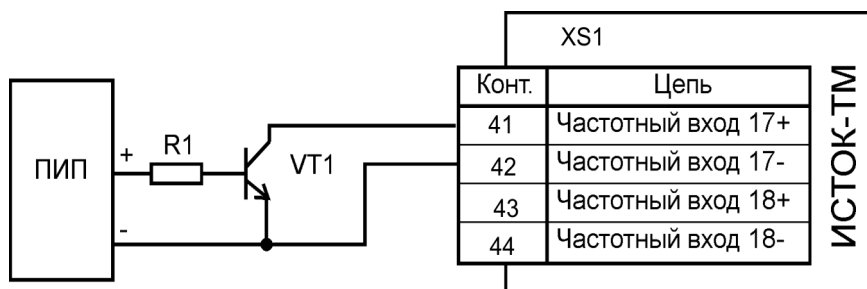 XS1
Конт. Цепь
41 Частотный вход 17+
42 Частотный вход 17-
43 Частотный вход 18+
44 Частотный вход 18-
ИСТОК-ТМ
ПИП
+
-
R1
VT1